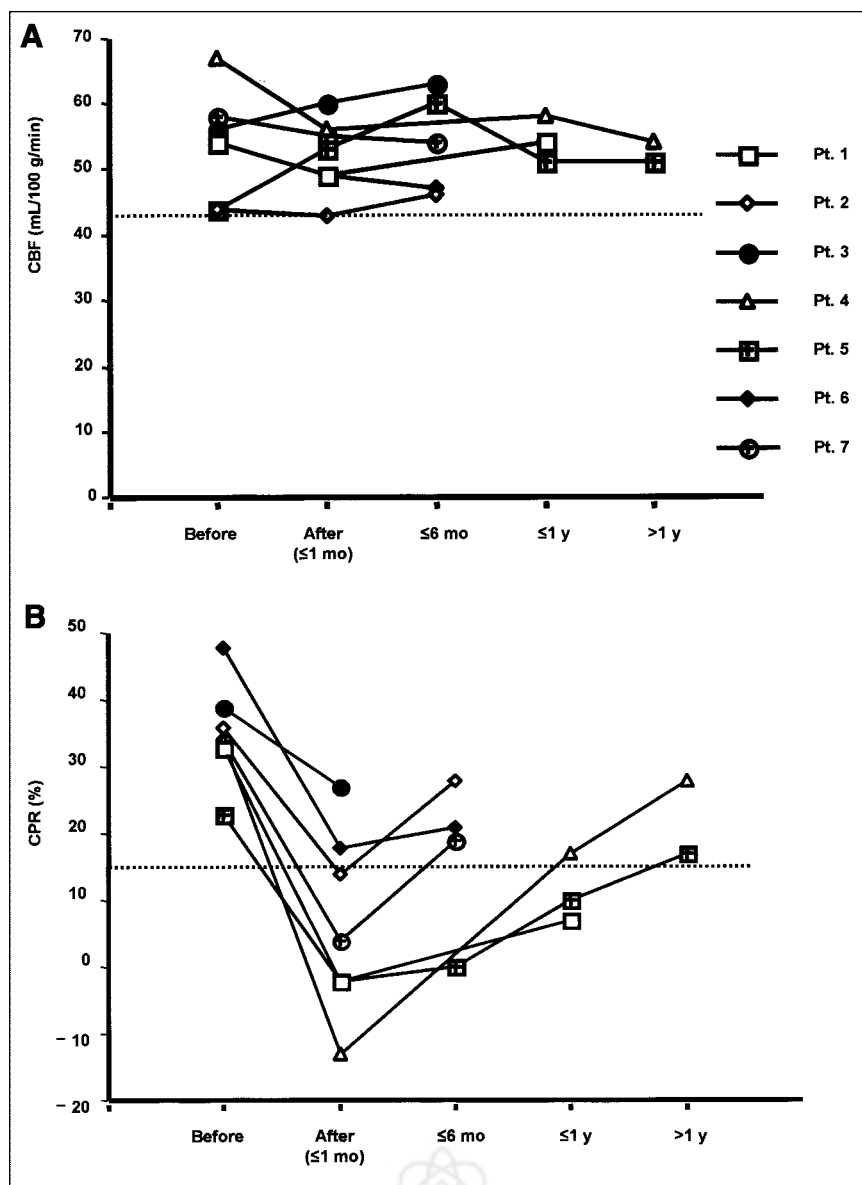 A
70
60
50
40
30
20
10
0
CBF (mL/100 g/min)
Before
After
(≤1 mo)
≤6 mo
≤1 y
>1 y
Pt. 1
Pt. 2
Pt. 3
Pt. 4
Pt. 5
Pt. 6
Pt. 7
B
50
40
30
20
10
0
− 10
− 20
CPR (%)
Before
After
(≤1 mo)
≤6 mo
≤1 y
>1 y